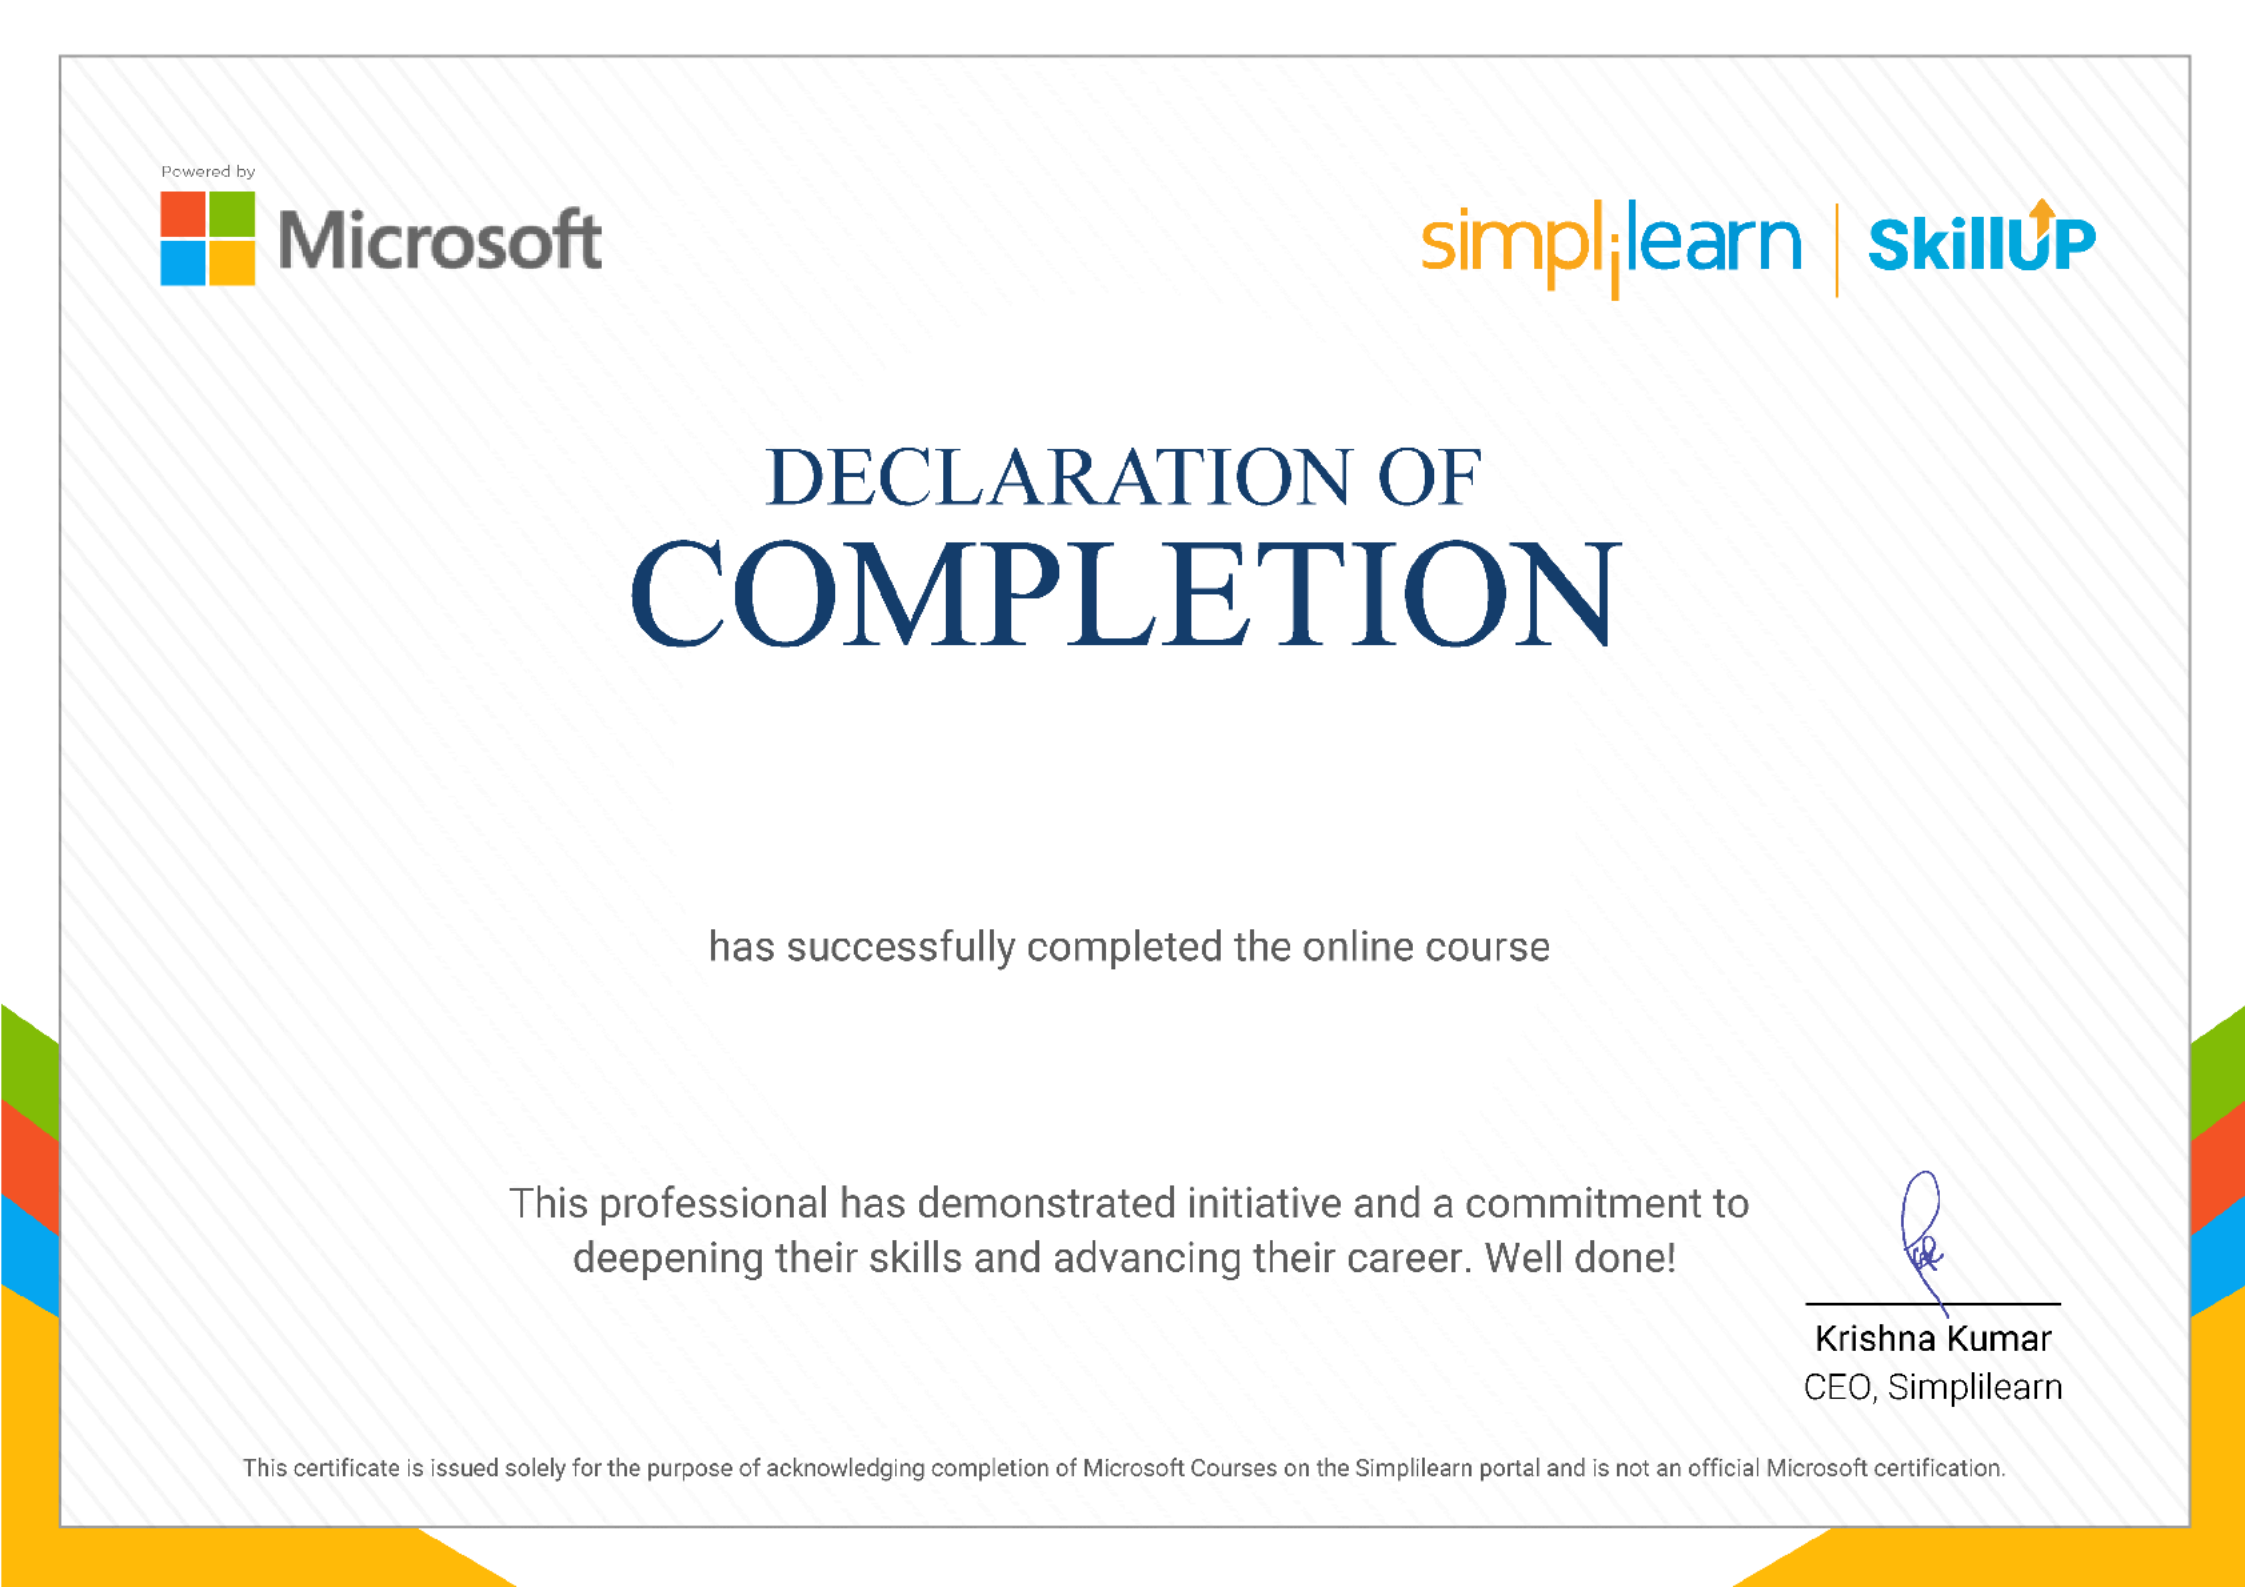 Powered by
Microsoft
simplilearn | SkillUP
DECLARATION OF
COMPLETION
has successfully completed the online course
This professional has demonstrated initiative and a commitment to
deepening their skills and advancing their career. Well done!
Krishna Kumar
CEO, Simplilearn
This certificate is issued solely for the purpose of acknowledging completion of Microsoft Courses on the Simplilearn portal and is not an official Microsoft certification.